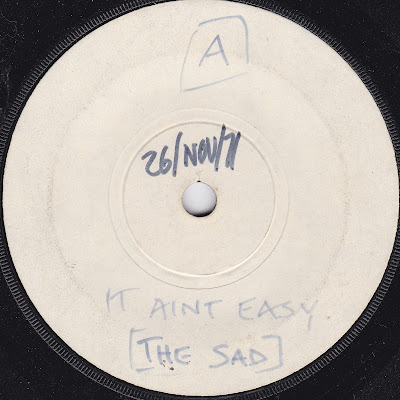 A
26/NOV/71
IT AINT EASY
[THE SAD]